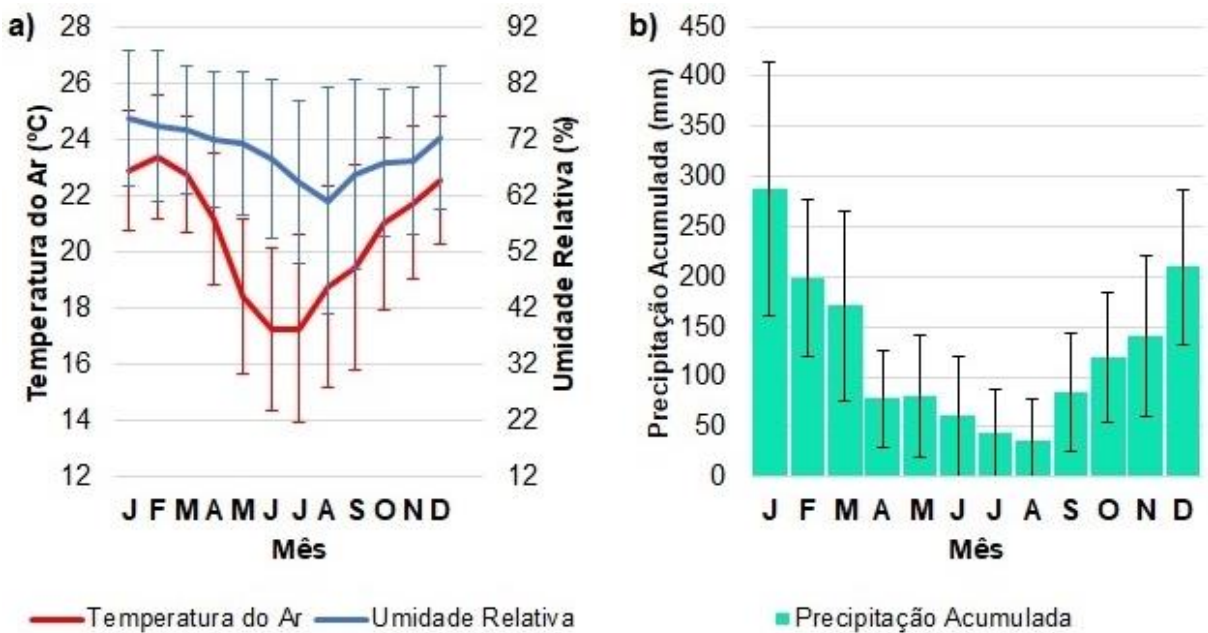 a)
Temperatura do Ar (ºC)
28
26
24
22
20
18
16
14
12
92
82
72
62
52
42
32
22
12
Umidade Relativa (%)
J F M A M J J A S O N D
Mês
Temperatura do Ar
Umidade Relativa
b)
Precipitação Acumulada (mm)
450
400
350
300
250
200
150
100
50
0
J F M A M J J A S O N D
Mês
Precipitação Acumulada